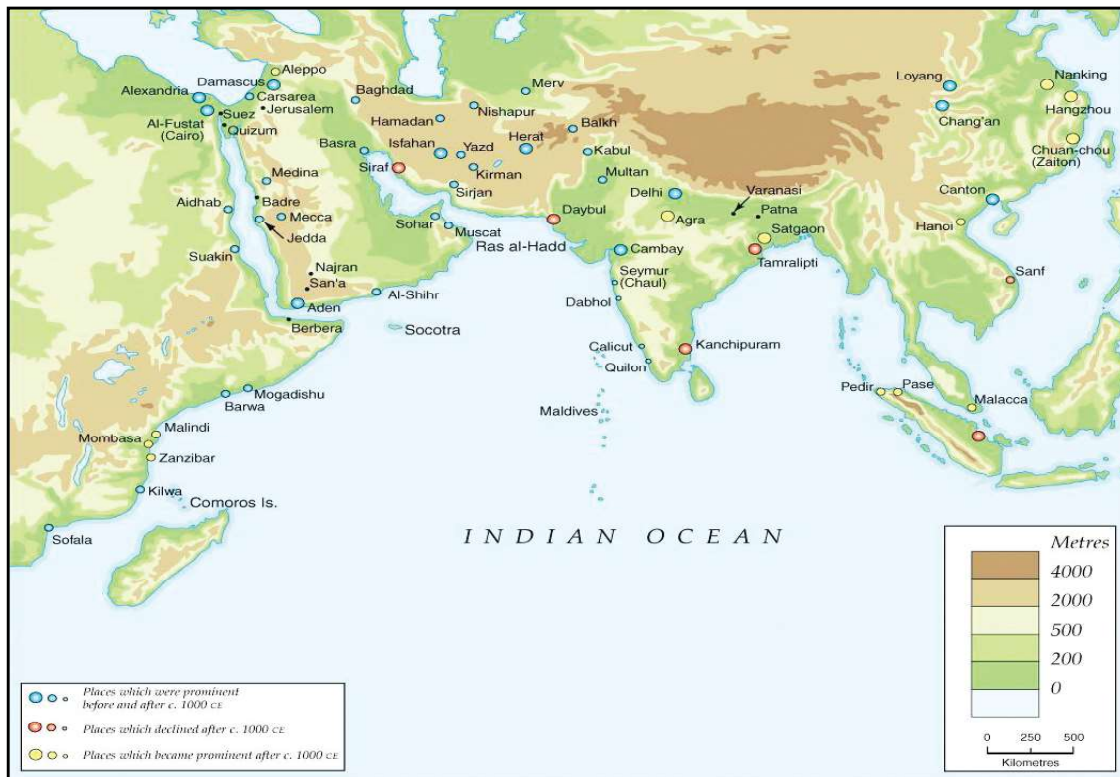 Aleppo
Damascus
Alexandria
Carsarea
Jerusalem
Suez
Al-Fustat
(Cairo)
Quizum
Baghdad
Merv
Nishapur
Hamadan
Balkh
Herat
Isfahan
Yazd
Basra
Kabul
Siraf
Kirman
Multan
Sirjan
Medina
Badre
Aidhab
Mecca
Jedda
Sohar
Muscat
Ras al-Hadd
Suakin
Najran
San'a
Al-Shihr
Aden
Berbera
Socotra
Delhi
Varanasi
Patna
Daybul
Agra
Satgaon
Cambay
Tamralipti
Seymur
(Chaul)
Dabhol
Calicut
Kanchipuram
Quilon
Maldives
Loyang
Nanking
Hangzhou
Chang'an
Chuan-chou
(Zaiton)
Canton
Hanoi
Sanf
Pedir
Pase
Malacca
Mogadishu
Barwa
Malindi
Mombasa
Zanzibar
Kilwa
Comoros Is.
Sofala
INDIAN OCEAN
Metres
4000
2000
500
200
0
0 250 500
Kilometres
Places which were prominent
before and after c. 1000 CE
Places which declined after c. 1000 CE
Places which became prominent after c. 1000 CE